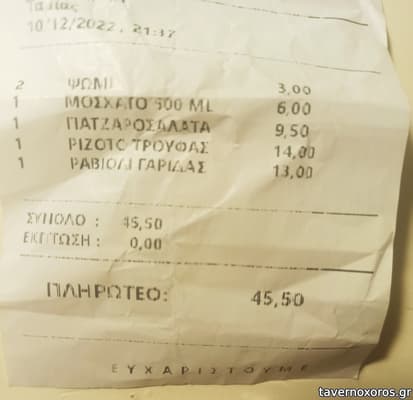 Ταμίας
10/12/2022, 21:37
2 ΨΩΜΙ 3,00
1 ΜΟΣΧΑΤΟ 500 ML 6,00
1 ΠΑΤΖΑΡΟΣΑΛΑΤΑ 9,50
1 ΡΙΖΟΤΟ ΤΡΟΥΦΑΣ 14,00
1 ΡΑΒΙΟΛΙ ΓΑΡΙΔΑΣ 13,00
ΣΥΝΟΛΟ : 45,50
ΕΚΠΤΩΣΗ : 0,00
ΠΛΗΡΩΤΕΟ: 45,50
ΕΥΧΑΡΙΣΤΟΥΜΕ
tavernoxoros.gr